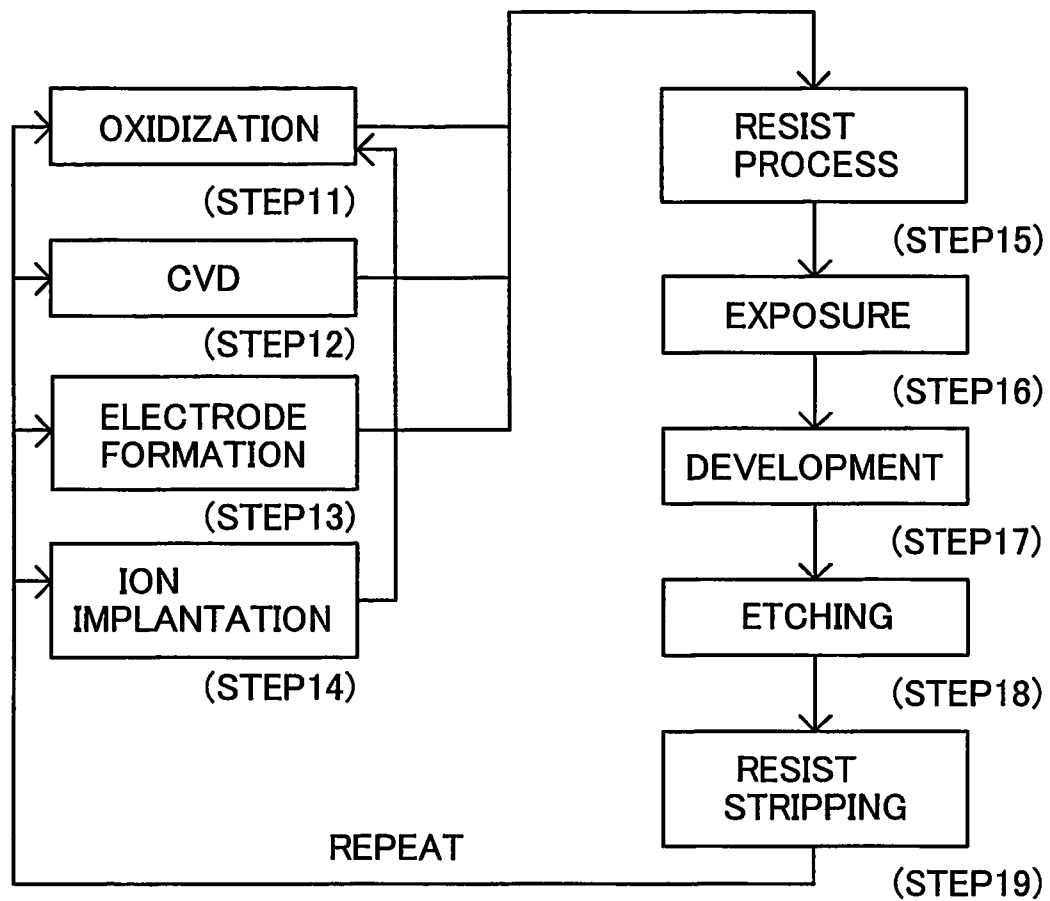 OXIDIZATION
(STEP11)
CVD
(STEP12)
ELECTRODE
FORMATION
(STEP13)
ION
IMPLANTATION
(STEP14)
RESIST
PROCESS
(STEP15)
EXPOSURE
(STEP16)
DEVELOPMENT
(STEP17)
ETCHING
(STEP18)
RESIST
STRIPPING
(STEP19)
REPEAT